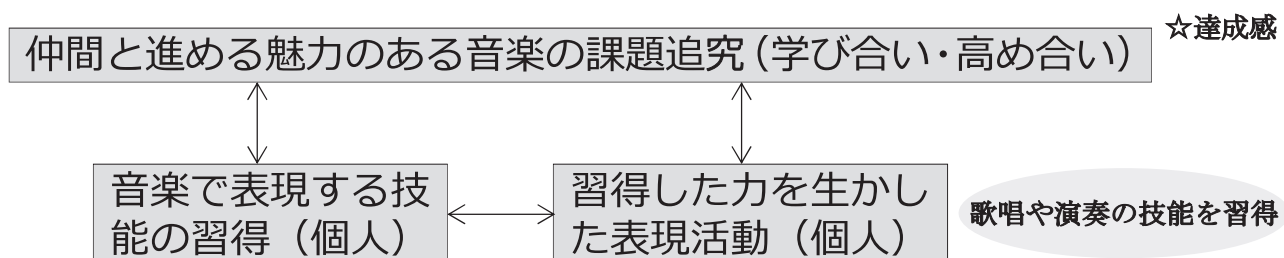 ☆達成感
仲間と進める魅力のある音楽の課題追究（学び合い・高め合い）
音楽で表現する技
能の習得（個人）
習得した力を生かし
た表現活動（個人）
歌唱や演奏の技能を習得